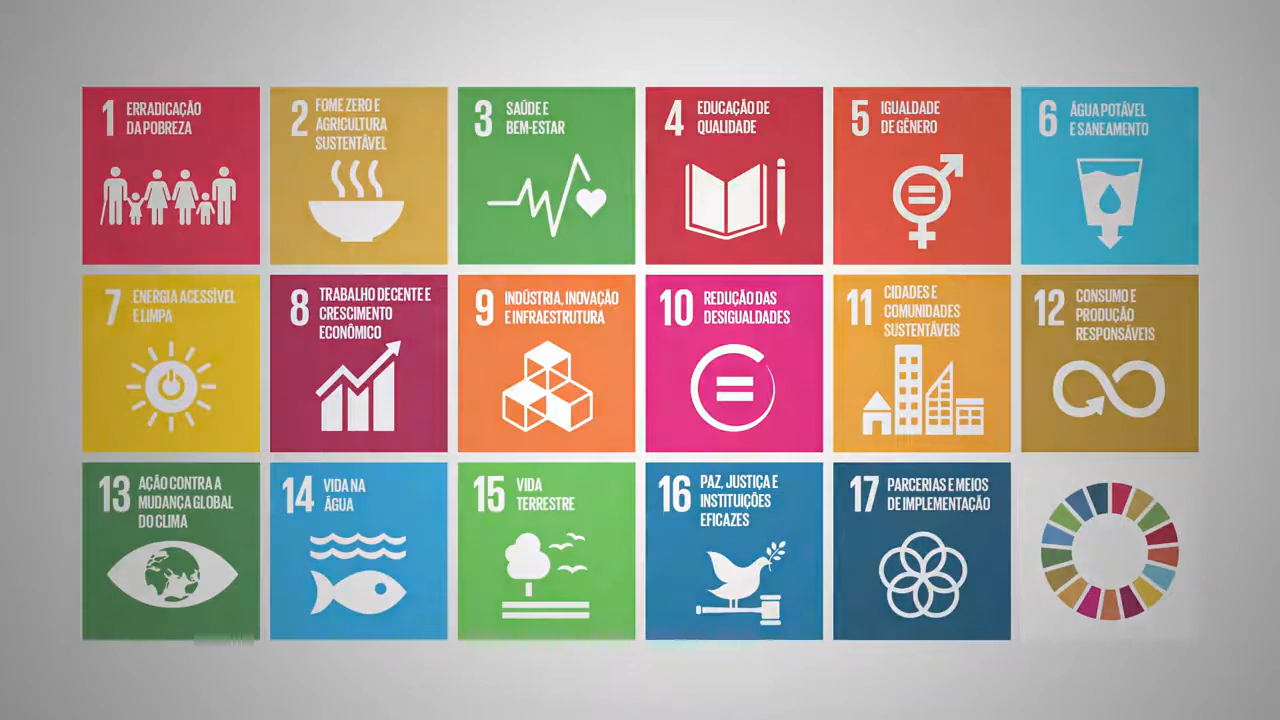 1 ERRADICAÇÃO
DA POBREZA
2 FOME ZERO E
AGRICULTURA
SUSTENTÁVEL
3 SAÚDE E
BEM-ESTAR
4 EDUCAÇÃO DE
QUALIDADE
5 IGUALDADE
DE GÊNERO
6 ÁGUA POTÁVEL
E SANEAMENTO
7 ENERGIA ACESSÍVEL
E LIMPA
8 TRABALHO DECENTE E
CRESCIMENTO
ECONÔMICO
9 INDÚSTRIA, INOVAÇÃO
E INFRAESTRUTURA
10 REDUÇÃO DAS
DESIGUALDADES
11 CIDADES E
COMUNIDADES
SUSTENTÁVEIS
12 CONSUMO E
PRODUÇÃO
RESPONSÁVEIS
13 AÇÃO CONTRA A
MUDANÇA GLOBAL
DO CLIMA
14 VIDA NA
ÁGUA
15 VIDA
TERRESTRE
16 PAZ, JUSTIÇA E
INSTITUIÇÕES
EFICAZES
17 PARCERIAS E MEIOS
DE IMPLEMENTAÇÃO